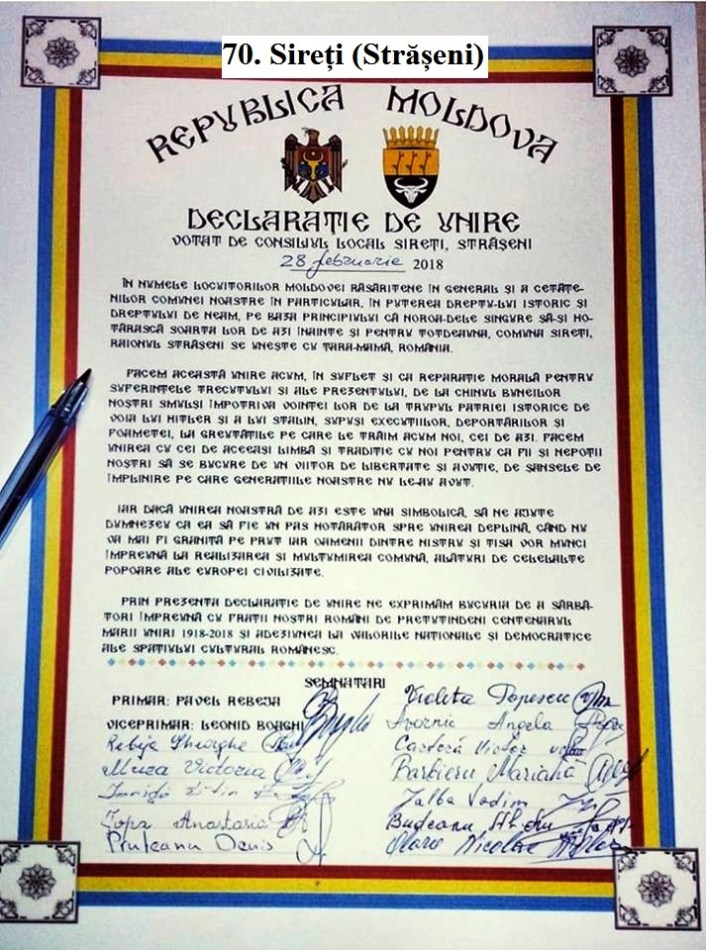 70. Sireți (Strășeni)
REPUBLICA MOLDOVA
DECLARAȚIE DE UNIRE
VOTAT DE CONSILIUL LOCAL SIREȚI, STRĂȘENI
28 februarie 2018
ÎN NUMELE LOCUITORILOR MOLDOVEI RĂSĂRITENE ÎN GENERAL ȘI A CETĂȚE-
NILOR COMUNEI NOASTRE ÎN PARTICULAR, ÎN PUTEREA DREPTU-LUI ISTORIC ȘI
DREPTULUI DE NEAM, PE BAZA PRINCIPIULUI CĂ NOROA-DELE SINGURE SĂ-ȘI HO-
TĂRASCĂ SOARTA LOR DE AZI ÎNAINTE ȘI PENTRU TOTDEAUNA, COMUNA SIREȚI,
RAIONUL STRĂȘENI SE UNEȘTE CU ȚARA-MAMĂ, ROMÂNIA.
FACEM ACEASTĂ UNIRE ACUM, ÎN SUFLET ȘI CA REPARAȚIE MORALĂ PENTRU
SUFERINȚELE TRECUTULUI ȘI ALE PREZENTULUI, DE LA CHINUL BUNEILOR
NOȘTRI SMULȘI ÎMPOTRIVA VOINȚEI LOR DE LA TRUPUL PATRIEI ISTORICE DE
VOIA LUI HITLER ȘI A LUI STALIN, SUPUȘI EXECUȚIILOR, DEPORTĂRILOR ȘI
FOAMETEI, LA GREUTĂȚILE PE CARE LE TRĂIM ACUM NOI, CEI DE AZI. FACEM
UNIREA CU CEI DE ACEEAȘI LIMBĂ ȘI TRADIȚIE CU NOI PENTRU CA FII ȘI NEPOȚII
NOȘTRI SĂ SE BUCURE DE UN VIITOR DE LIBERTATE ȘI AVUȚIE, DE ȘANSELE DE
ÎMPLINIRE PE CARE GENERAȚIILE NOASTRE NU LE-AU AVUT.
IAR DACĂ UNIREA NOASTRĂ DE AZI ESTE UNA SIMBOLICĂ, SĂ NE AJUTE
DUMNEZEU CA EA SĂ FIE UN PAS HOTĂRÂTOR SPRE UNIREA DEPLINĂ, CÂND NU
VA MAI FI GRANIȚĂ PE PRUT IAR OAMENII DINTRE NISTRU ȘI TISA VOR MUNCI
ÎMPREUNĂ LA REALIZAREA ȘI MULȚUMIREA COMUNĂ, ALĂTURI DE CELELALTE
POPOARE ALE EUROPEI CIVILIZATE.
PRIN PREZENTA DECLARAȚIE DE UNIRE NE EXPRIMĂM BUCURIA DE A SĂRBĂ-
TORI ÎMPREUNĂ CU FRAȚII NOȘTRI ROMÂNI DE PRETUTINDENI CENTENARUL
MARII UNIRI 1918-2018 ȘI ADEZIUNEA LA VALORILE NAȚIONALE ȘI DEMOCRATICE
ALE SPAȚIULUI CULTURAL ROMÂNESC.
SEMNATARI
PRIMAR: PAVEL REBEJA
VICEPRIMAR: LEONID BOAGHI
Rebeja Gheorghe
Muza Victoria
Țopa Anastasia
Pruteanu Denis
Violeta Popescu
Avornic Angela
Casteră Victor
Barbieru Mariana
Jalba Vadim
Budeanu
Nicolae